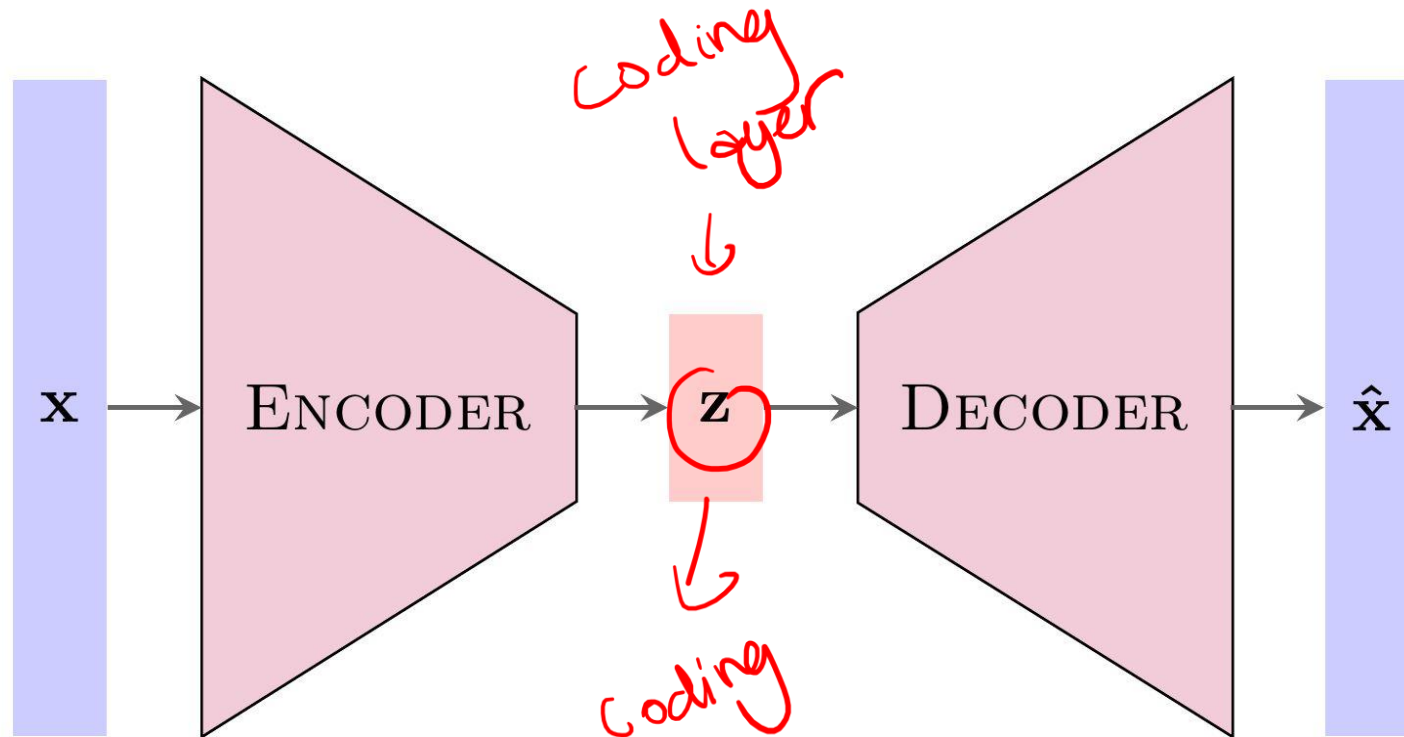 coding
layer
x
ENCODER
z
DECODER
x̂
coding